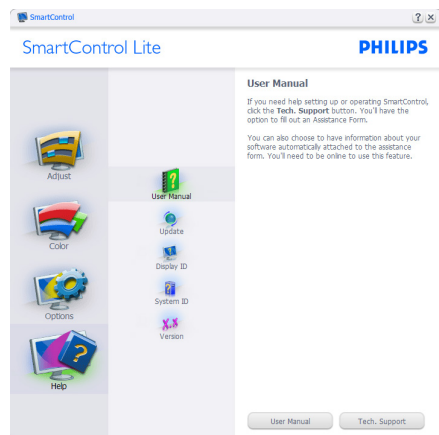 SmartControl
? x
SmartControl Lite
PHILIPS
Adjust
Color
Options
Help
User Manual
Update
Display ID
System ID
X.X
Version
User Manual
If you need help setting up or operating SmartControl,
click the Tech. Support button. You'll have the
option to fill out an Assistance Form.
You can also choose to have information about your
software automatically attached to the assistance
form. You'll need to be online to use this feature.
User Manual
Tech. Support